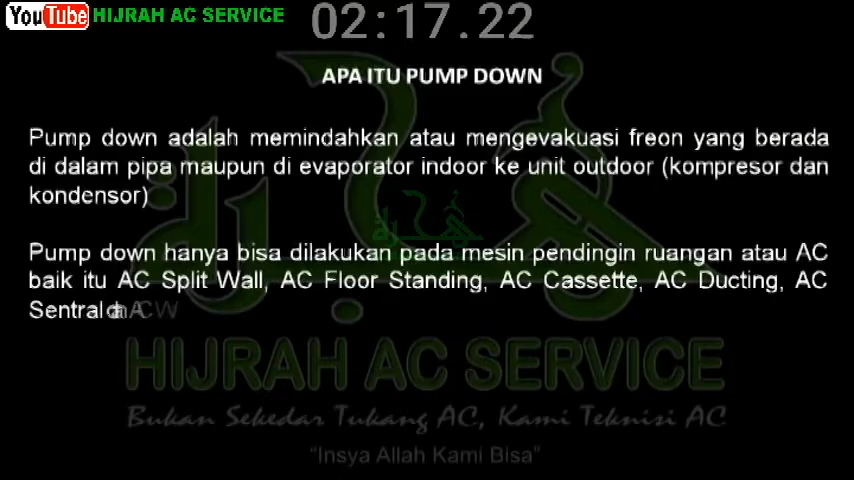 YouTube HIJRAH AC SERVICE
02:17.22
APA ITU PUMP DOWN
Pump down adalah memindahkan atau mengevakuasi freon yang berada
di dalam pipa maupun di evaporator indoor ke unit outdoor (kompresor dan
kondensor)
Pump down hanya bisa dilakukan pada mesin pendingin ruangan atau AC
baik itu AC Split Wall, AC Floor Standing, AC Cassette, AC Ducting, AC
Sentral
HIJRAH AC SERVICE
Bukan Sekedar Tukang AC, Kami Teknisi AC
“Insya Allah Kami Bisa”